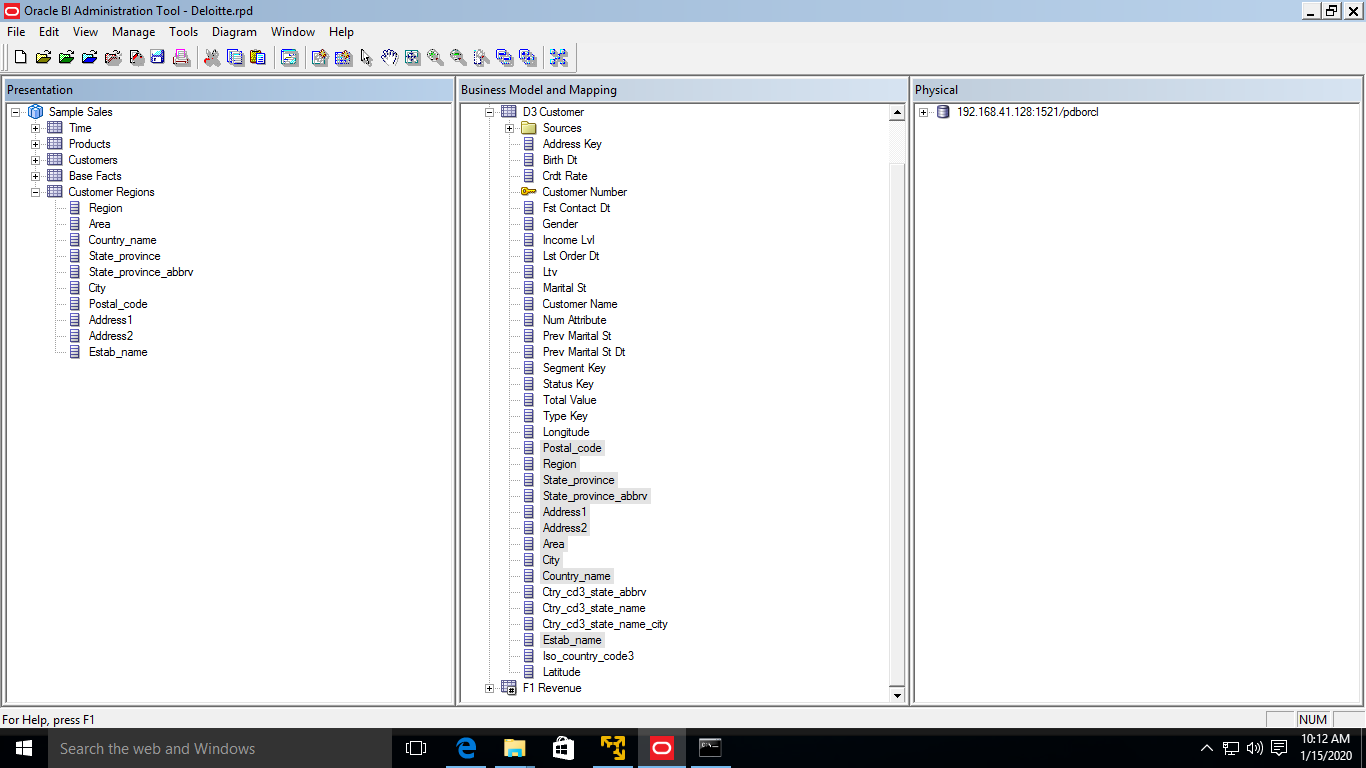 Oracle BI Administration Tool - Deloitte.rpd
File Edit View Manage Tools Diagram Window Help
Presentation
Sample Sales
Time
Products
Customers
Base Facts
Customer Regions
Region
Area
Country_name
State_province
State_province_abbrv
City
Postal_code
Address1
Address2
Estab_name
Business Model and Mapping
D3 Customer
Sources
Address Key
Birth Dt
Crdt Rate
Customer Number
Fst Contact Dt
Gender
Income Lvl
Lst Order Dt
Ltv
Marital St
Customer Name
Num Attribute
Prev Marital St
Prev Marital St Dt
Segment Key
Status Key
Total Value
Type Key
Longitude
Postal_code
Region
State_province
State_province_abbrv
Address1
Address2
Area
City
Country_name
Ctry_cd3_state_abbrv
Ctry_cd3_state_name
Ctry_cd3_state_name_city
Estab_name
Iso_country_code3
Latitude
F1 Revenue
Physical
192.168.41.128:1521/pdborcl
For Help, press F1
NUM
Search the web and Windows
10:12 AM
1/15/2020